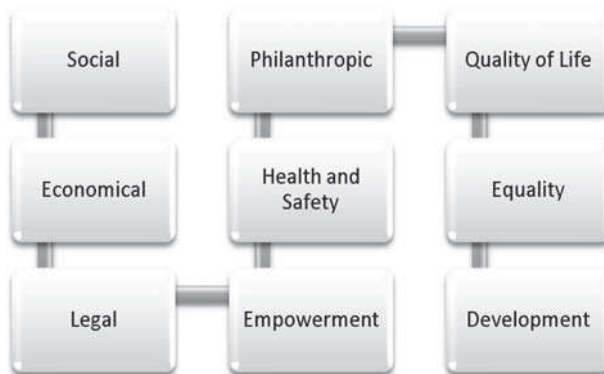 Social
Philanthropic
Quality of Life
Economical
Health and
Safety
Equality
Legal
Empowerment
Development